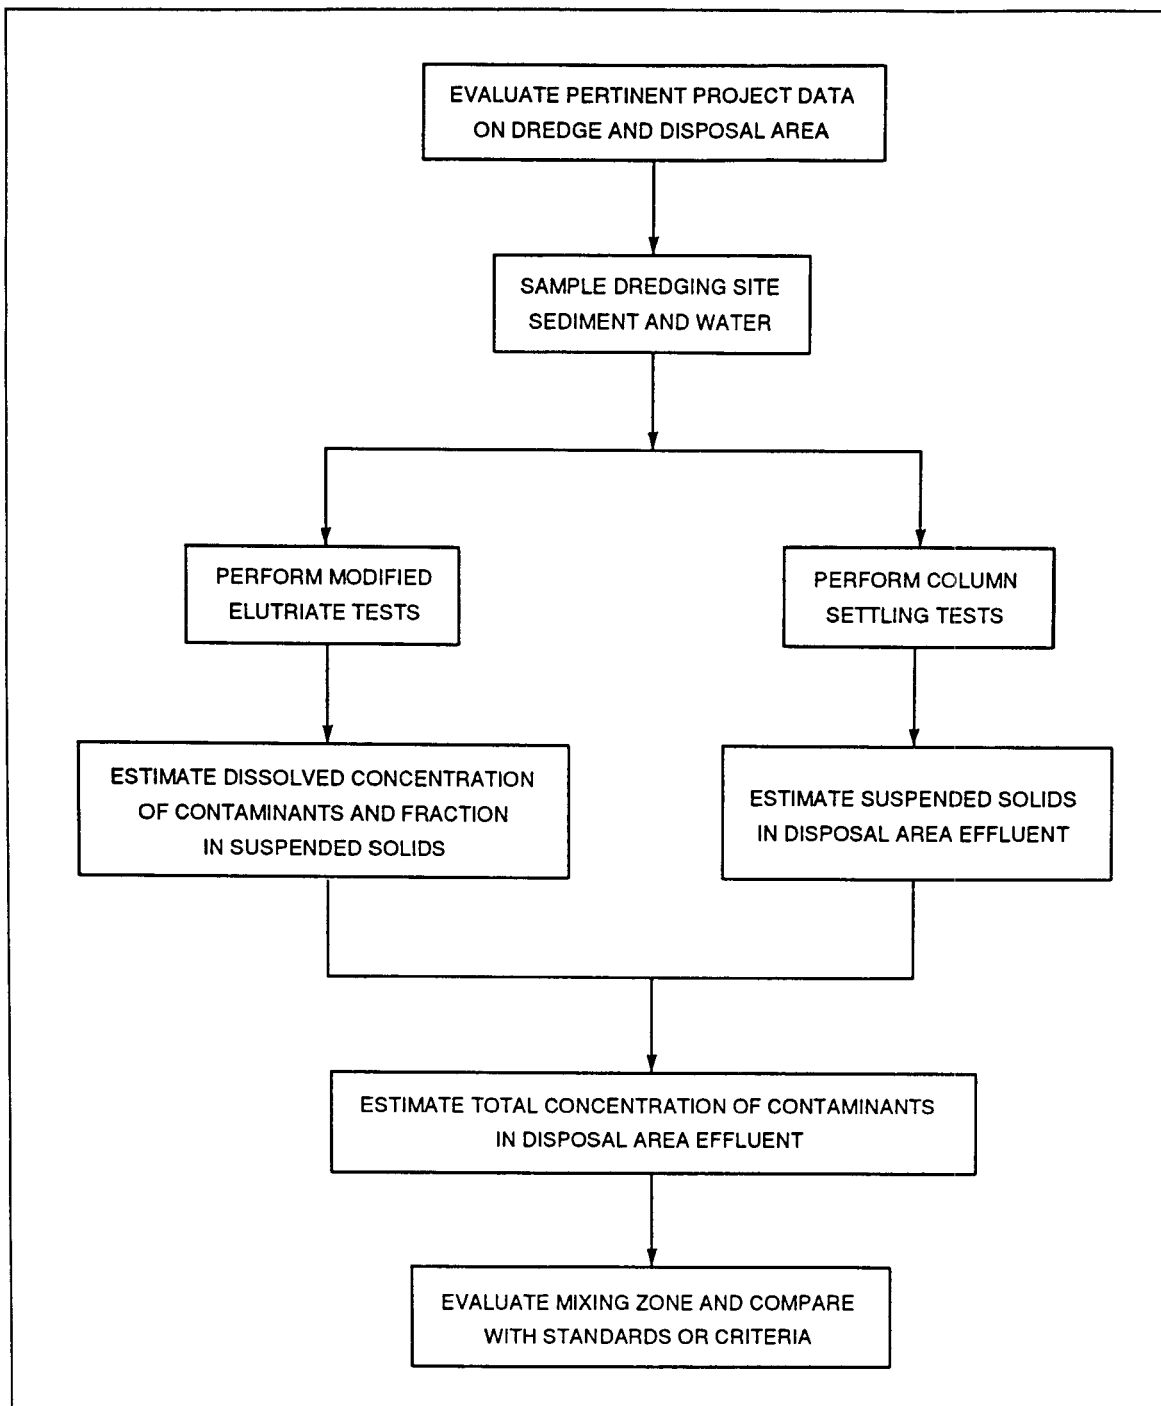 EVALUATE PERTINENT PROJECT DATA
ON DREDGE AND DISPOSAL AREA
SAMPLE DREDGING SITE
SEDIMENT AND WATER
PERFORM MODIFIED
ELUTRIATE TESTS
PERFORM COLUMN
SETTLING TESTS
ESTIMATE DISSOLVED CONCENTRATION
OF CONTAMINANTS AND FRACTION
IN SUSPENDED SOLIDS
ESTIMATE SUSPENDED SOLIDS
IN DISPOSAL AREA EFFLUENT
ESTIMATE TOTAL CONCENTRATION OF CONTAMINANTS
IN DISPOSAL AREA EFFLUENT
EVALUATE MIXING ZONE AND COMPARE
WITH STANDARDS OR CRITERIA